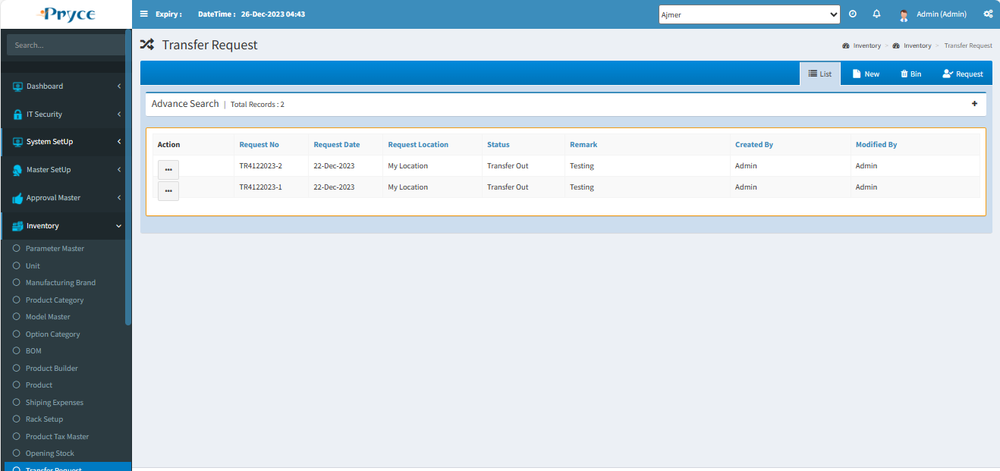 Pryce
Expiry : DateTime : 26-Dec-2023 04:43 Ajmer Admin (Admin)
Search...
Transfer Request
Inventory > Inventory > Transfer Request
List New Bin Request
Advance Search | Total Records : 2
Action Request No Request Date Request Location Status Remark Created By Modified By
... TR4122023-2 22-Dec-2023 My Location Transfer Out Testing Admin Admin
... TR4122023-1 22-Dec-2023 My Location Transfer Out Testing Admin Admin
Dashboard
IT Security
System SetUp
Master SetUp
Approval Master
Inventory
Parameter Master
Unit
Manufacturing Brand
Product Category
Model Master
Option Category
BOM
Product Builder
Product
Shiping Expenses
Rack Setup
Product Tax Master
Opening Stock
Transfer Request